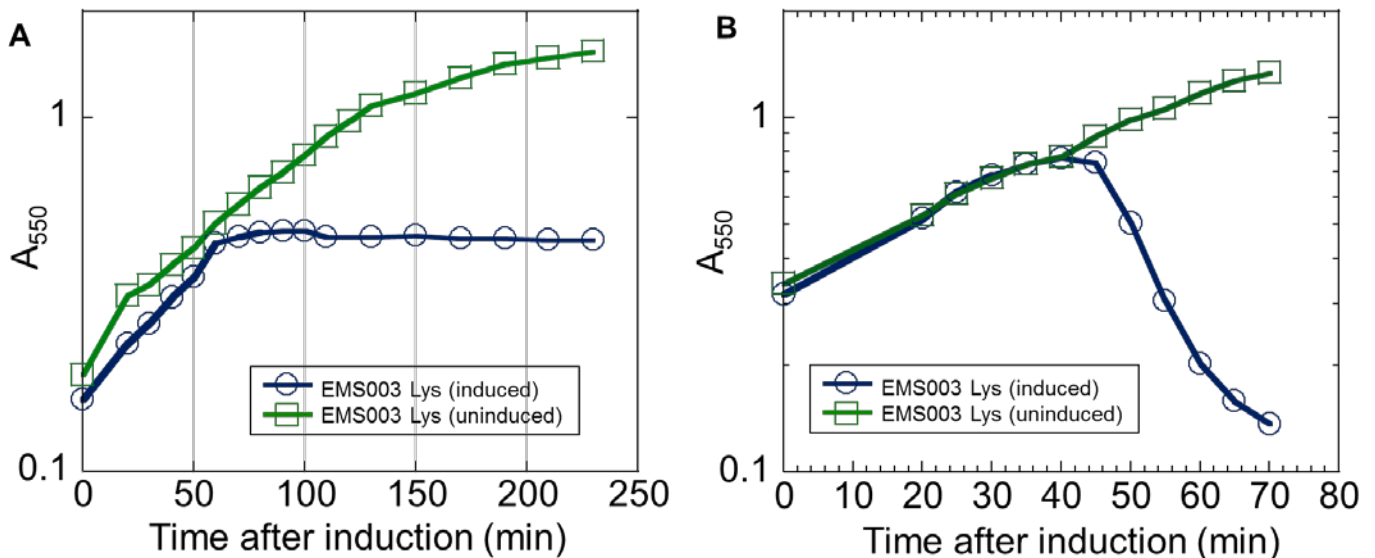 A
1
0.1
A550
0 50 100 150 200 250
Time after induction (min)
EMS003 Lys (induced)
EMS003 Lys (uninduced)
B
1
0.1
A550
0 10 20 30 40 50 60 70 80
Time after induction (min)
EMS003 Lys (induced)
EMS003 Lys (uninduced)